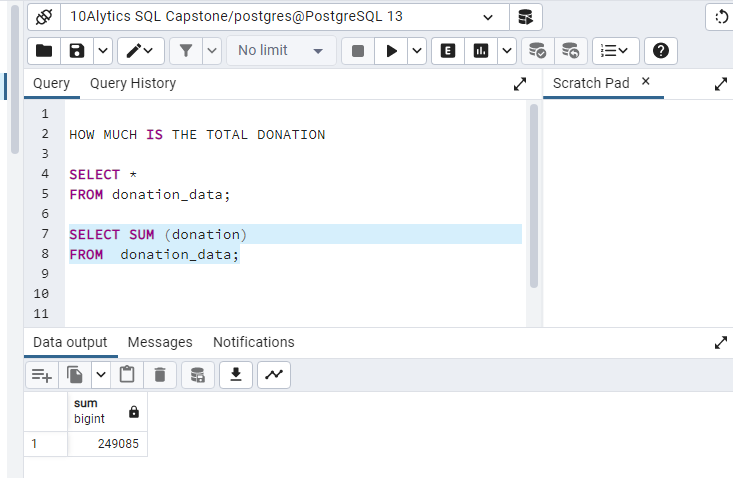 10Alytics SQL Capstone/postgres@PostgreSQL 13
No limit
E
Query Query History
Scratch Pad ×
1
2 HOW MUCH IS THE TOTAL DONATION
3
4 SELECT *
5 FROM donation_data;
6
7 SELECT SUM (donation)
8 FROM  donation_data;
9
10
11
Data output Messages Notifications
sum
bigint
1 249085